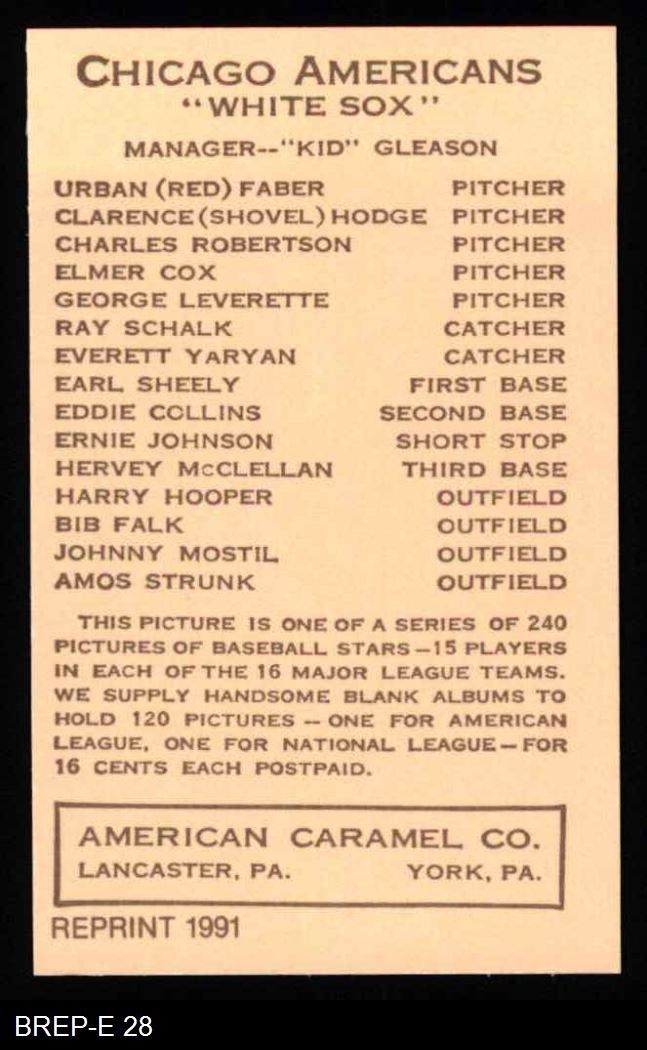 CHICAGO AMERICANS
"WHITE SOX"
MANAGER--"KID" GLEASON
URBAN (RED) FABER PITCHER
CLARENCE (SHOVEL) HODGE PITCHER
CHARLES ROBERTSON PITCHER
ELMER COX PITCHER
GEORGE LEVERETTE PITCHER
RAY SCHALK CATCHER
EVERETT YARYAN CATCHER
EARL SHEELY FIRST BASE
EDDIE COLLINS SECOND BASE
ERNIE JOHNSON SHORT STOP
HERVEY McCLELLAN THIRD BASE
HARRY HOOPER OUTFIELD
BIB FALK OUTFIELD
JOHNNY MOSTIL OUTFIELD
AMOS STRUNK OUTFIELD
THIS PICTURE IS ONE OF A SERIES OF 240
PICTURES OF BASEBALL STARS—15 PLAYERS
IN EACH OF THE 16 MAJOR LEAGUE TEAMS.
WE SUPPLY HANDSOME BLANK ALBUMS TO
HOLD 120 PICTURES — ONE FOR AMERICAN
LEAGUE, ONE FOR NATIONAL LEAGUE—FOR
16 CENTS EACH POSTPAID.
AMERICAN CARAMEL CO.
LANCASTER, PA. YORK, PA.
REPRINT 1991
BREP-E 28